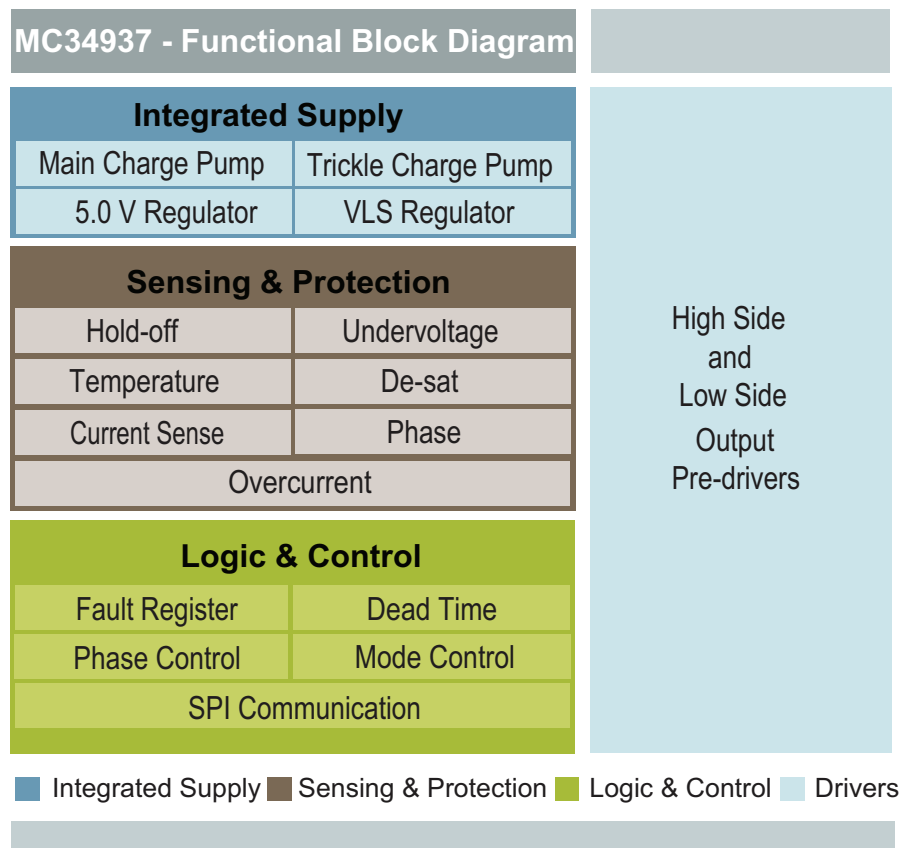 MC34937 - Functional Block Diagram
Integrated Supply
Main Charge Pump
Trickle Charge Pump
5.0 V Regulator
VLS Regulator
Sensing & Protection
Hold-off
Undervoltage
Temperature
De-sat
Current Sense
Phase
Overcurrent
Logic & Control
Fault Register
Dead Time
Phase Control
Mode Control
SPI Communication
High Side
and
Low Side
Output
Pre-drivers
Integrated Supply
Sensing & Protection
Logic & Control
Drivers